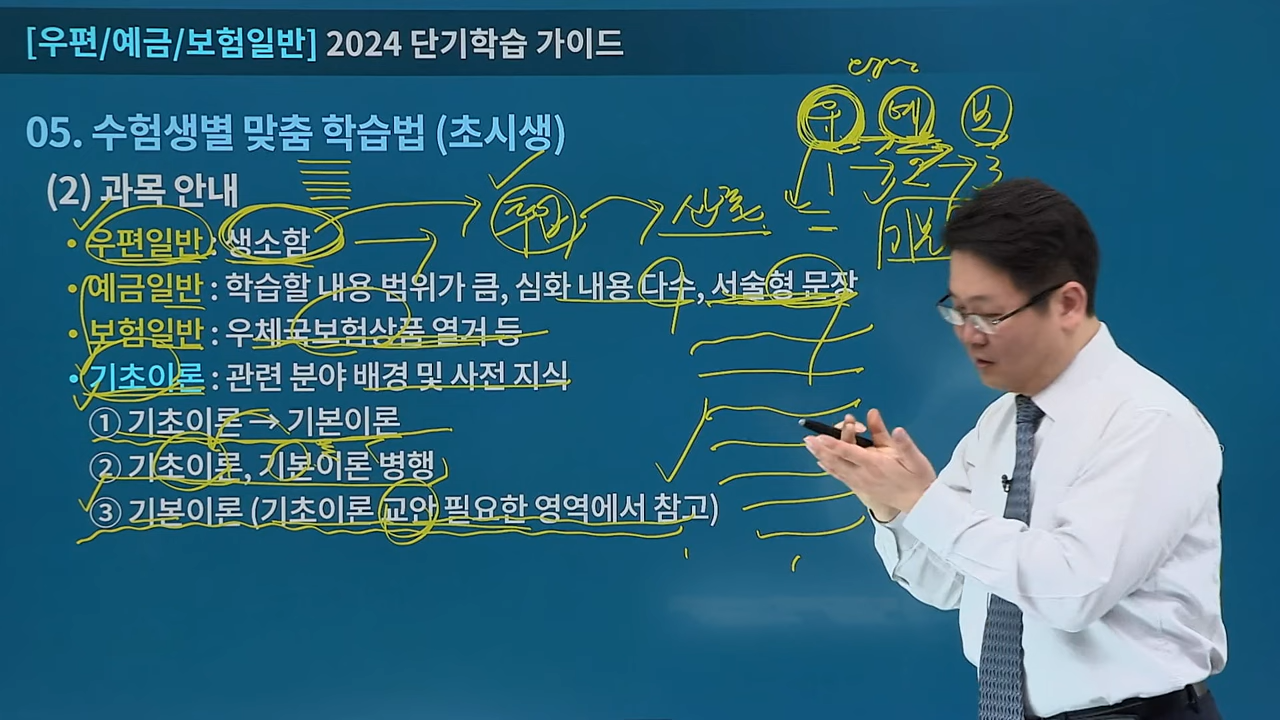 [우편/예금/보험일반] 2024 단기학습 가이드
05. 수험생별 맞춤 학습법 (초시생)
우 예 보
1 → 2 → 3
(2) 과목 안내
• 우편일반 : 생소함
• 예금일반 : 학습할 내용 범위가 큼, 심화 내용 다수, 서술형 문장
• 보험일반 : 우체국보험상품 열거 등
• 기초이론 : 관련 분야 배경 및 사전 지식
① 기초이론 → 기본이론
② 기초이론, 기본이론 병행
③ 기본이론 (기초이론 교안 필요한 영역에서 참고)